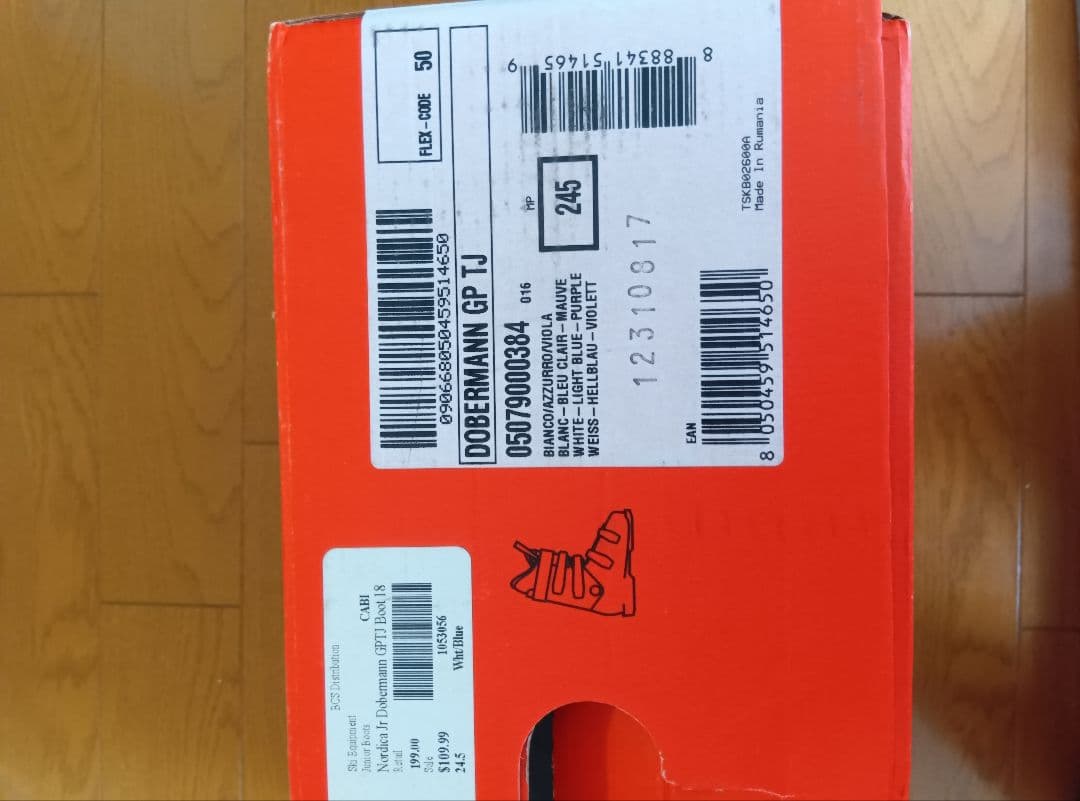 BCS Distribution
Ski Equipment
Junior Boots
CABI
Nordica Jr Dobermann GPTJ Boot 18
Retail
199.00
1053056
Sale
$109.99
Wht/Blue
24.5
0906680504595514650
FLEX-CODE 50
DOBERMANN GP TJ
05079000384 016
BIANCO/AZZURRO/VIOLA
BLANC-BLEU CLAIR-MAUVE
WHITE-LIGHT BLUE-PURPLE
WEISS-HELLBLAU-VIOLETT
MP
245
8 88341 51465 9
12310817
EAN
8 050459 514650
TSKB02600A
Made In Rumania